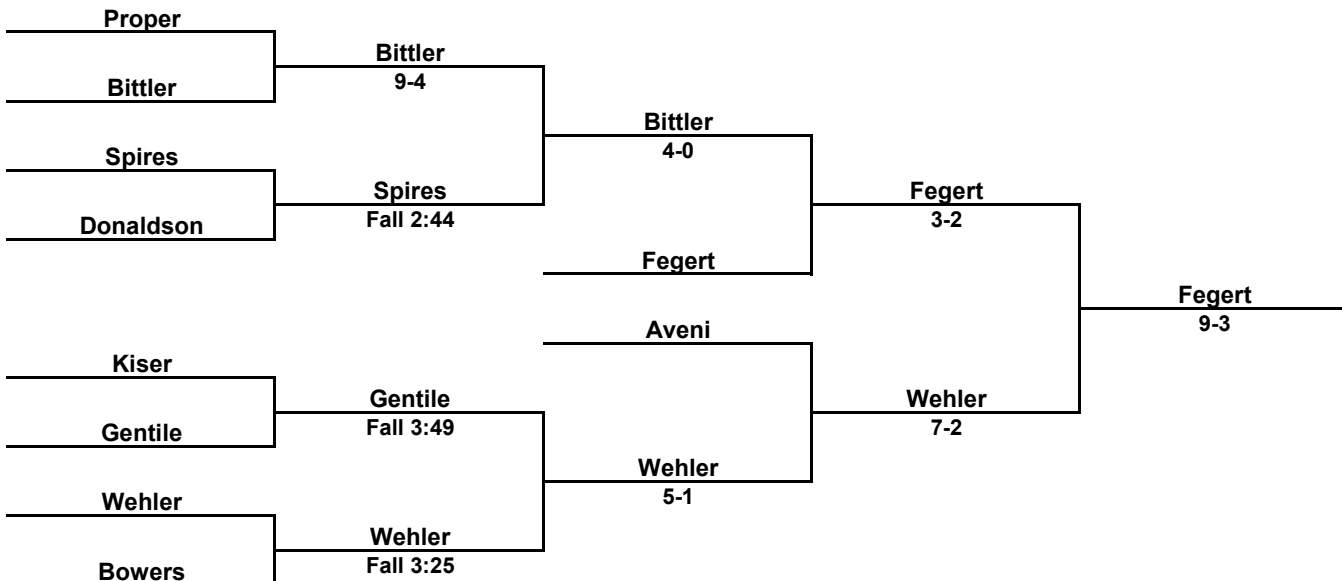 Proper
Bittler
Bittler
9-4
Bittler
4-0
Spires
Spires
Fall 2:44
Donaldson
Fegert
3-2
Fegert
Fegert
9-3
Aveni
Kiser
Gentile
Fall 3:49
Gentile
Wehler
7-2
Wehler
5-1
Wehler
Wehler
Fall 3:25
Bowers